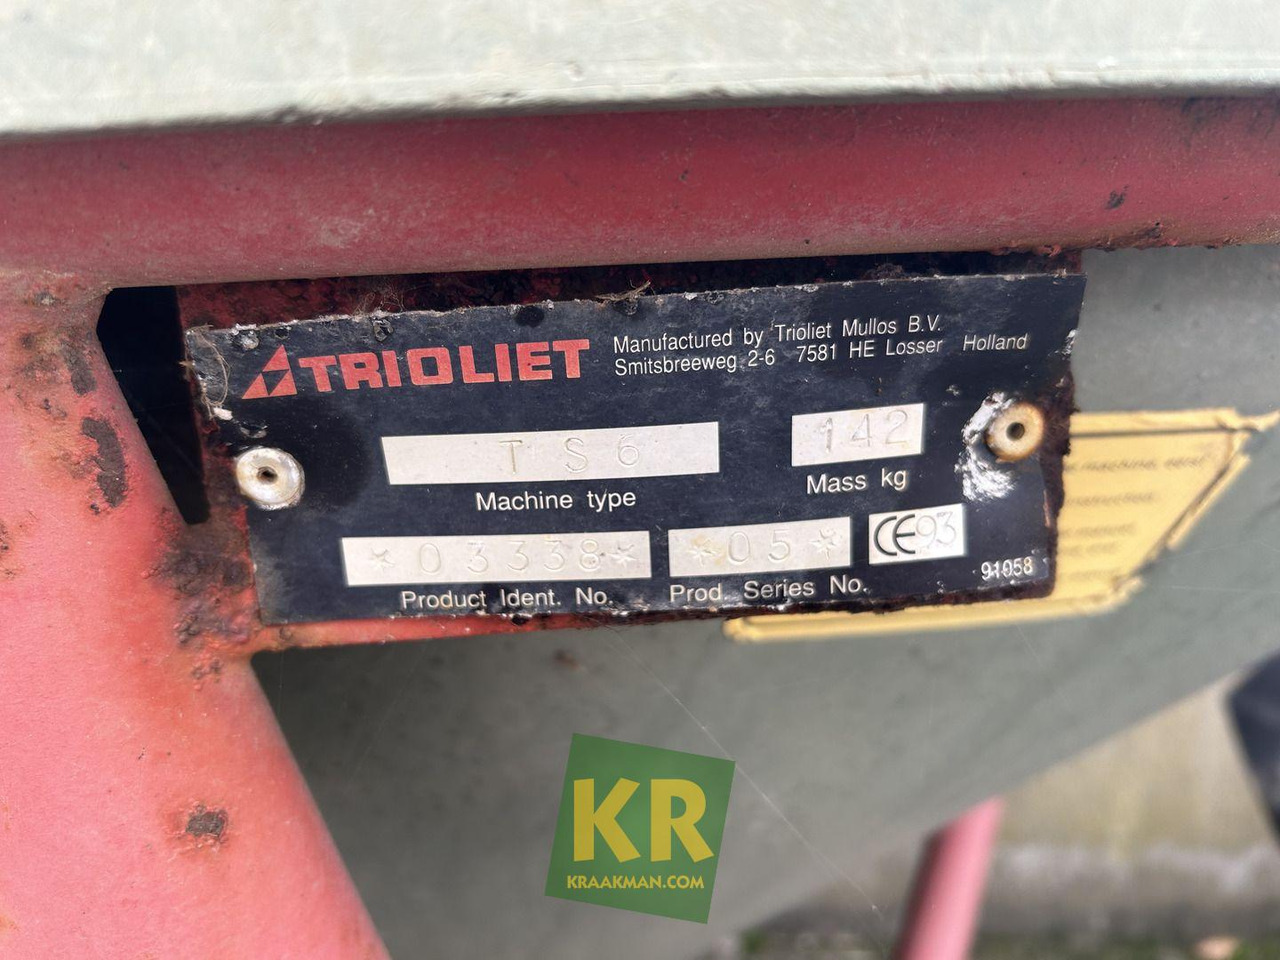 TRIOLIET
Manufactured by Trioliet Mullos B.V.
Smitsbreeweg 2-6 7581 HE Losser Holland
T S 6
Machine type
142
Mass kg
*03338*
Product Ident. No.
*05*
Prod. Series No.
CE93
91058
KR
KRAAKMAN.COM